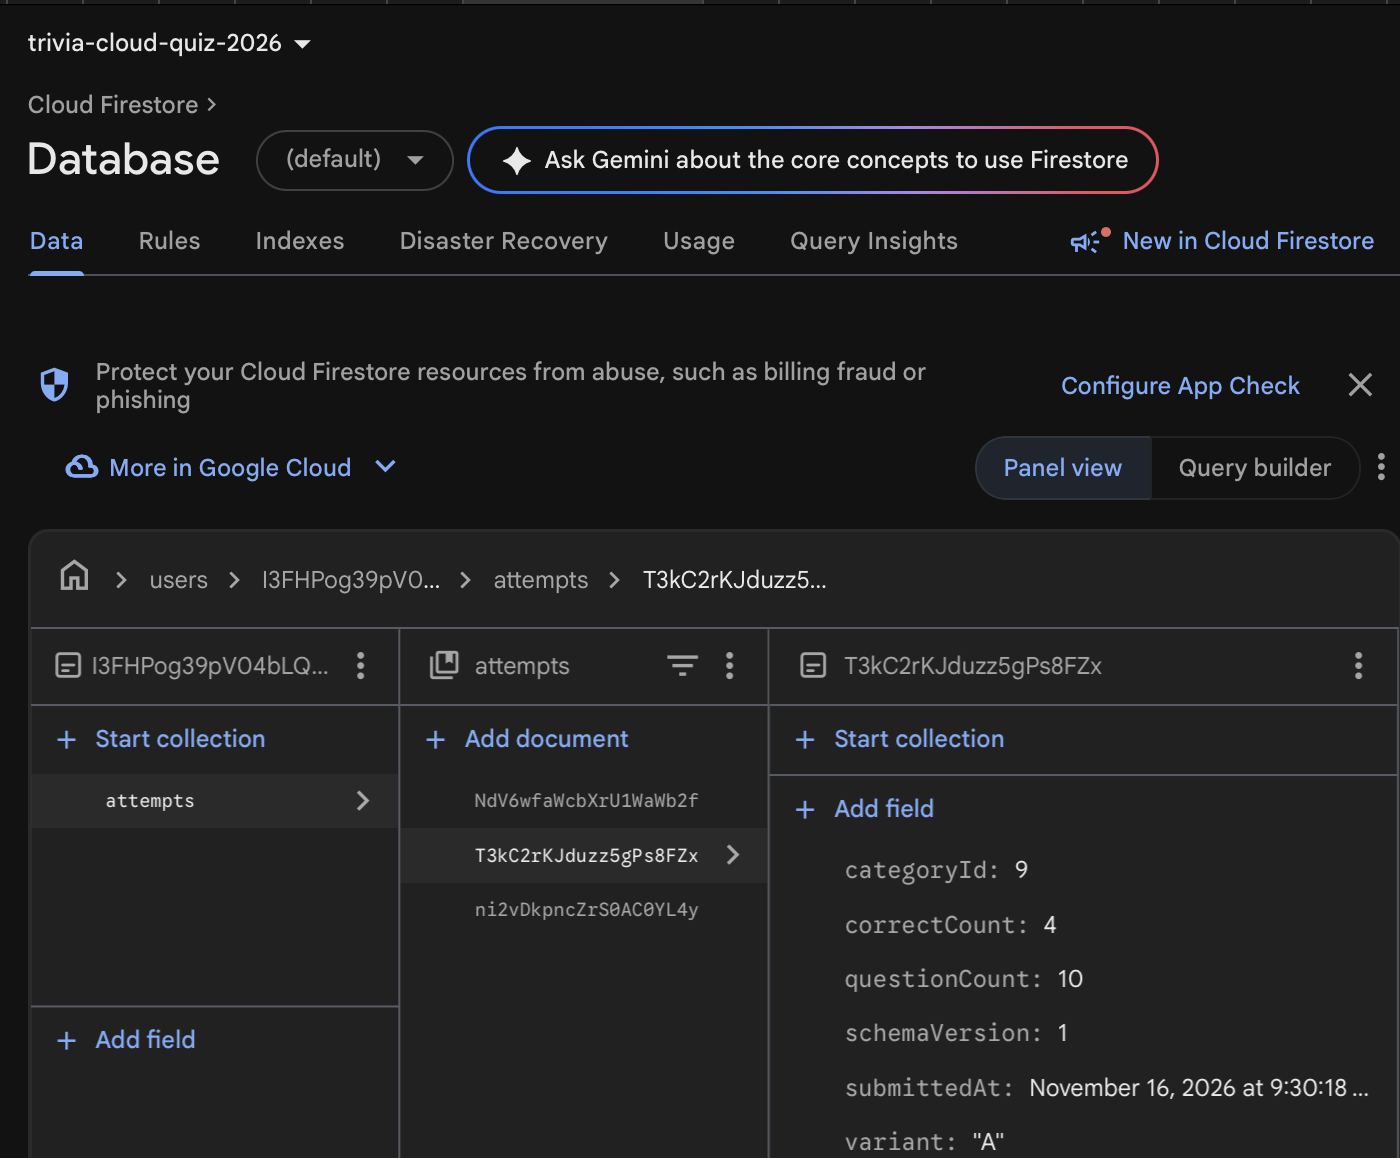 trivia-cloud-quiz-2026
Cloud Firestore
Database
(default)
Ask Gemini about the core concepts to use Firestore
Data
Rules
Indexes
Disaster Recovery
Usage
Query Insights
New in Cloud Firestore
Protect your Cloud Firestore resources from abuse, such as billing fraud or
phishing
Configure App Check
More in Google Cloud
Panel view
Query builder
users
I3FHPog39pV0...
attempts
T3kC2rKJduzz5...
I3FHPog39pV04bLQ...
attempts
T3kC2rKJduzz5gPs8FZx
+ Start collection
attempts
+ Add field
+ Add document
NdV6wfaWcbXrU1WaWb2f
T3kC2rKJduzz5gPs8FZx
ni2vDkpncZrS0AC0YL4y
+ Start collection
+ Add field
categoryId: 9
correctCount: 4
questionCount: 10
schemaVersion: 1
submittedAt: November 16, 2026 at 9:30:18 ...
variant: "A"